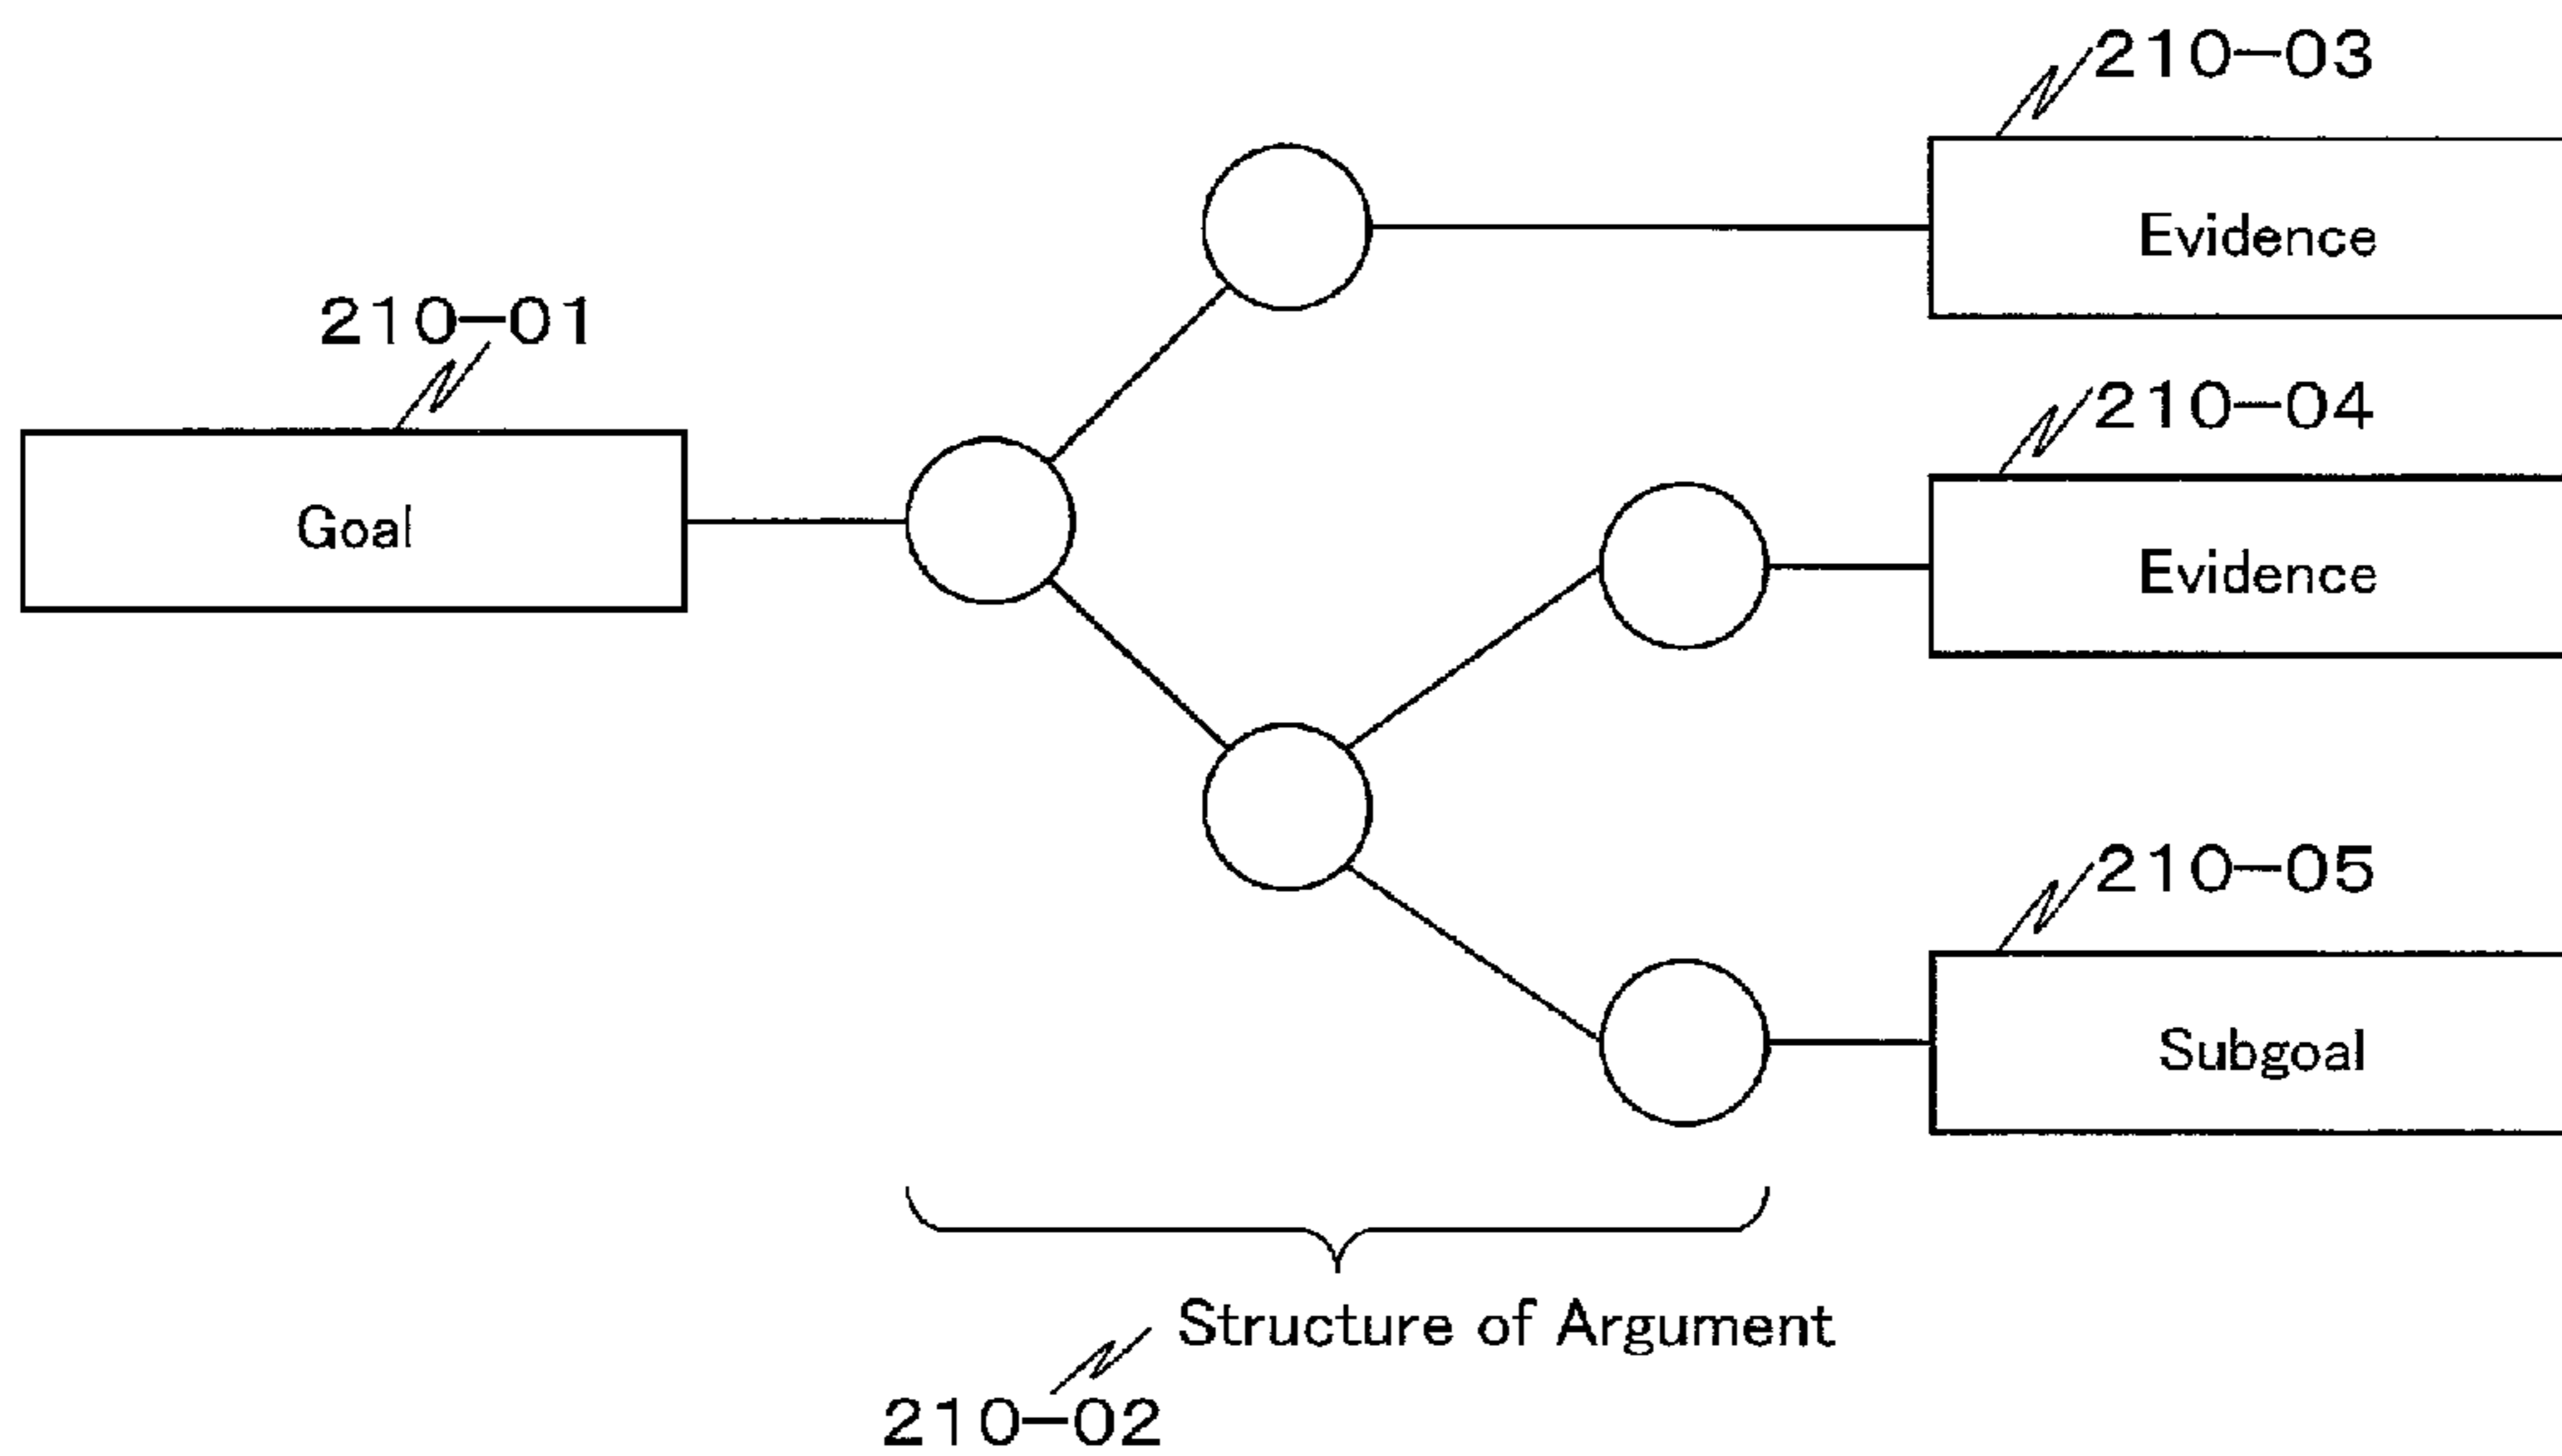 210-03
Evidence
210-01
Goal
210-04
Evidence
210-05
Subgoal
Structure of Argument
210-02